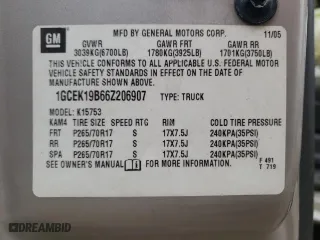 GM
MFD BY GENERAL MOTORS CORP.
11/05
GVWR GAWR FRT GAWR RR
3039KG(6700LB) 1780KG(3925LB) 1701KG(3750LB)
THIS VEHICLE CONFORMS TO ALL APPLICABLE U.S. FEDERAL MOTOR
VEHICLE SAFETY STANDARDS IN EFFECT ON THE DATE OF
MANUFACTURE SHOWN ABOVE.
1GCEK19B66Z206907 TYPE: TRUCK
MODEL: K15753
KAM4 TIRE SIZE SPEED RTG RIM COLD TIRE PRESSURE
FRT P265/70R17 S 17X7.5J 240KPA(35PSI)
RR P265/70R17 S 17X7.5J 240KPA(35PSI)
SPA P265/70R17 S 17X7.5J 240KPA(35PSI)
SEE OWNER'S MANUAL FOR ADDITIONAL INFORMATION.
F 491
T 719
DREAMBID